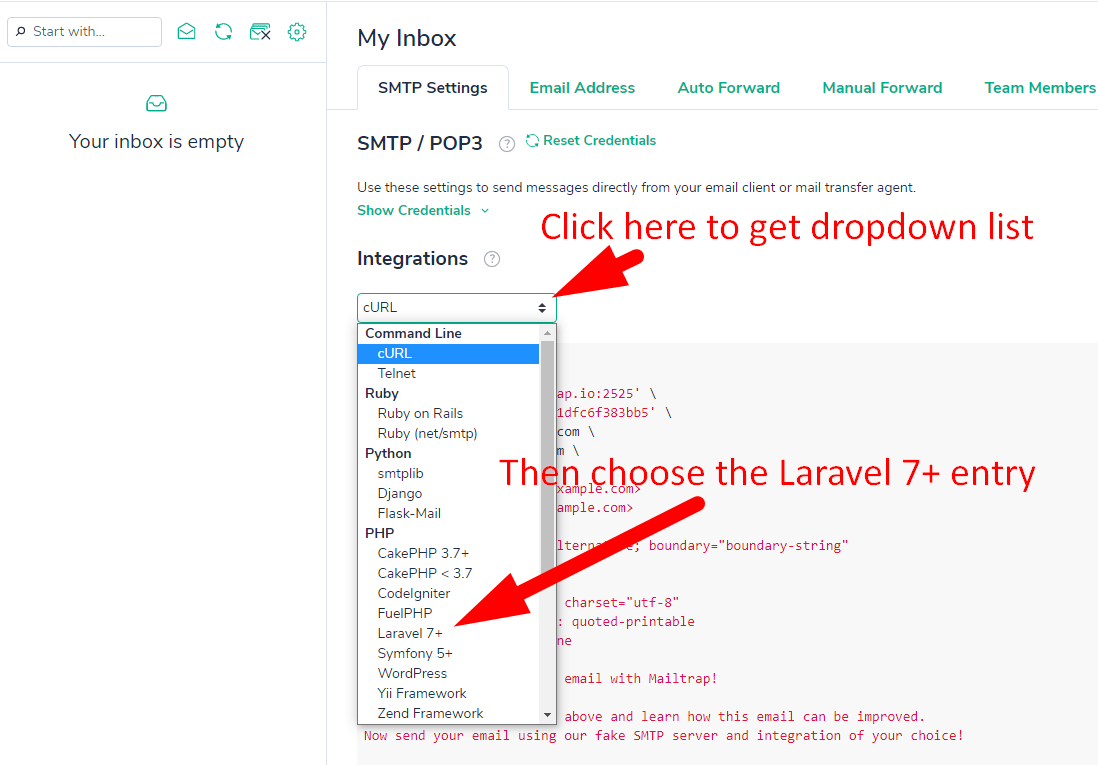 Start with...
Your inbox is empty
My Inbox
SMTP Settings
Email Address
Auto Forward
Manual Forward
Team Members
SMTP / POP3 ? Reset Credentials
Use these settings to send messages directly from your email client or mail transfer agent.
Show Credentials
Click here to get dropdown list
Integrations ?
cURL
Command Line
cURL
Telnet
Ruby
Ruby on Rails
Ruby (net/smtp)
Python
smtplib
Django
Flask-Mail
PHP
CakePHP 3.7+
CakePHP < 3.7
CodeIgniter
FuelPHP
Laravel 7+
Symfony 5+
WordPress
Yii Framework
Zend Framework
ap.io:2525' \
1dfc6f383bb5' \
com \
m \
Then choose the Laravel 7+ entry
xample.com>
ample.com>
boundary="boundary-string"
charset="utf-8"
: quoted-printable
ne
email with Mailtrap!
above and learn how this email can be improved.
Now send your email using our fake SMTP server and integration of your choice!